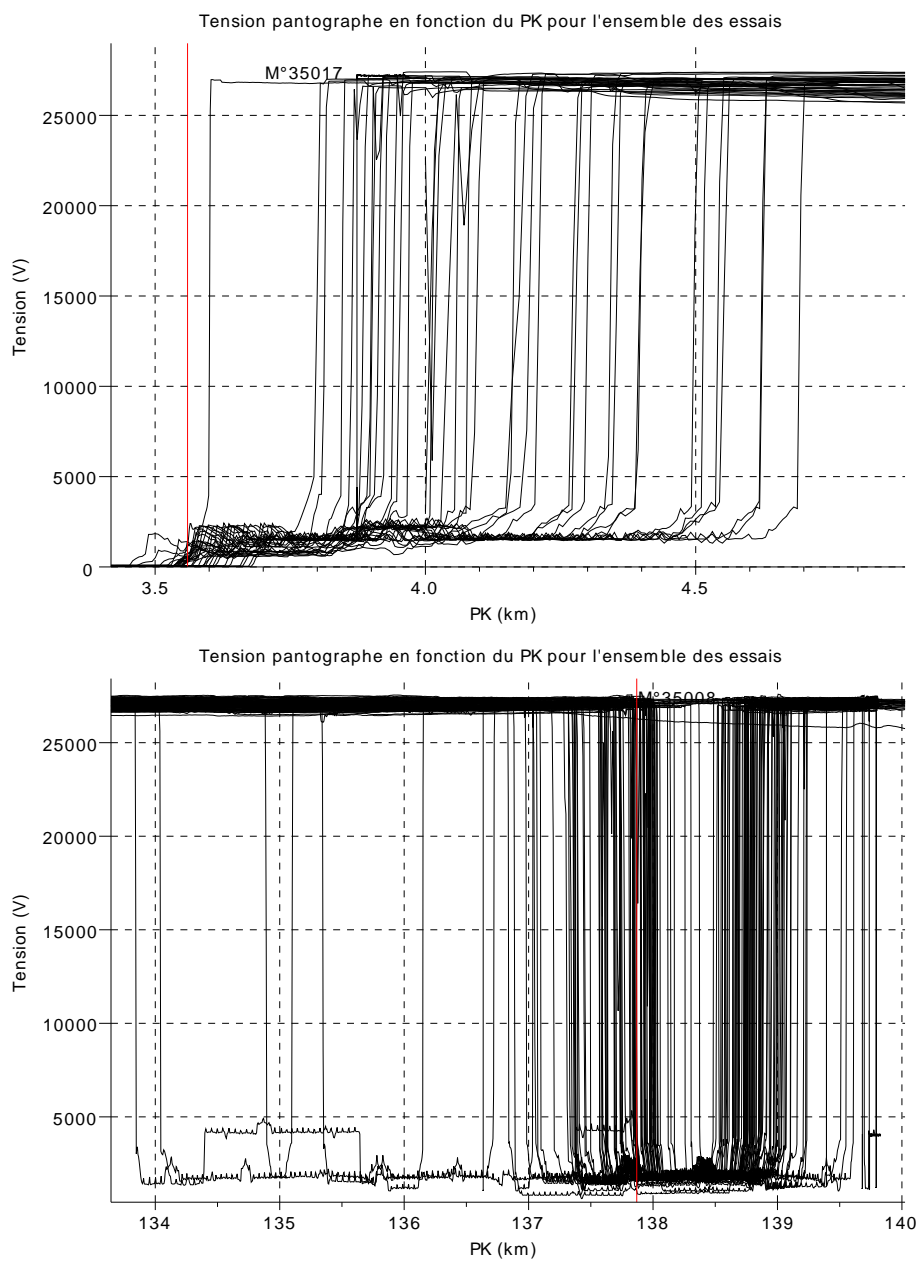 Tension pantographe en fonction du PK pour l'ensemble des essais
M°35017
25000
20000
15000
10000
5000
0
Tension (V)
3.5 4.0 4.5
PK (km)
Tension pantographe en fonction du PK pour l'ensemble des essais
M°35008
25000
20000
15000
10000
5000
Tension (V)
134 135 136 137 138 139 140
PK (km)